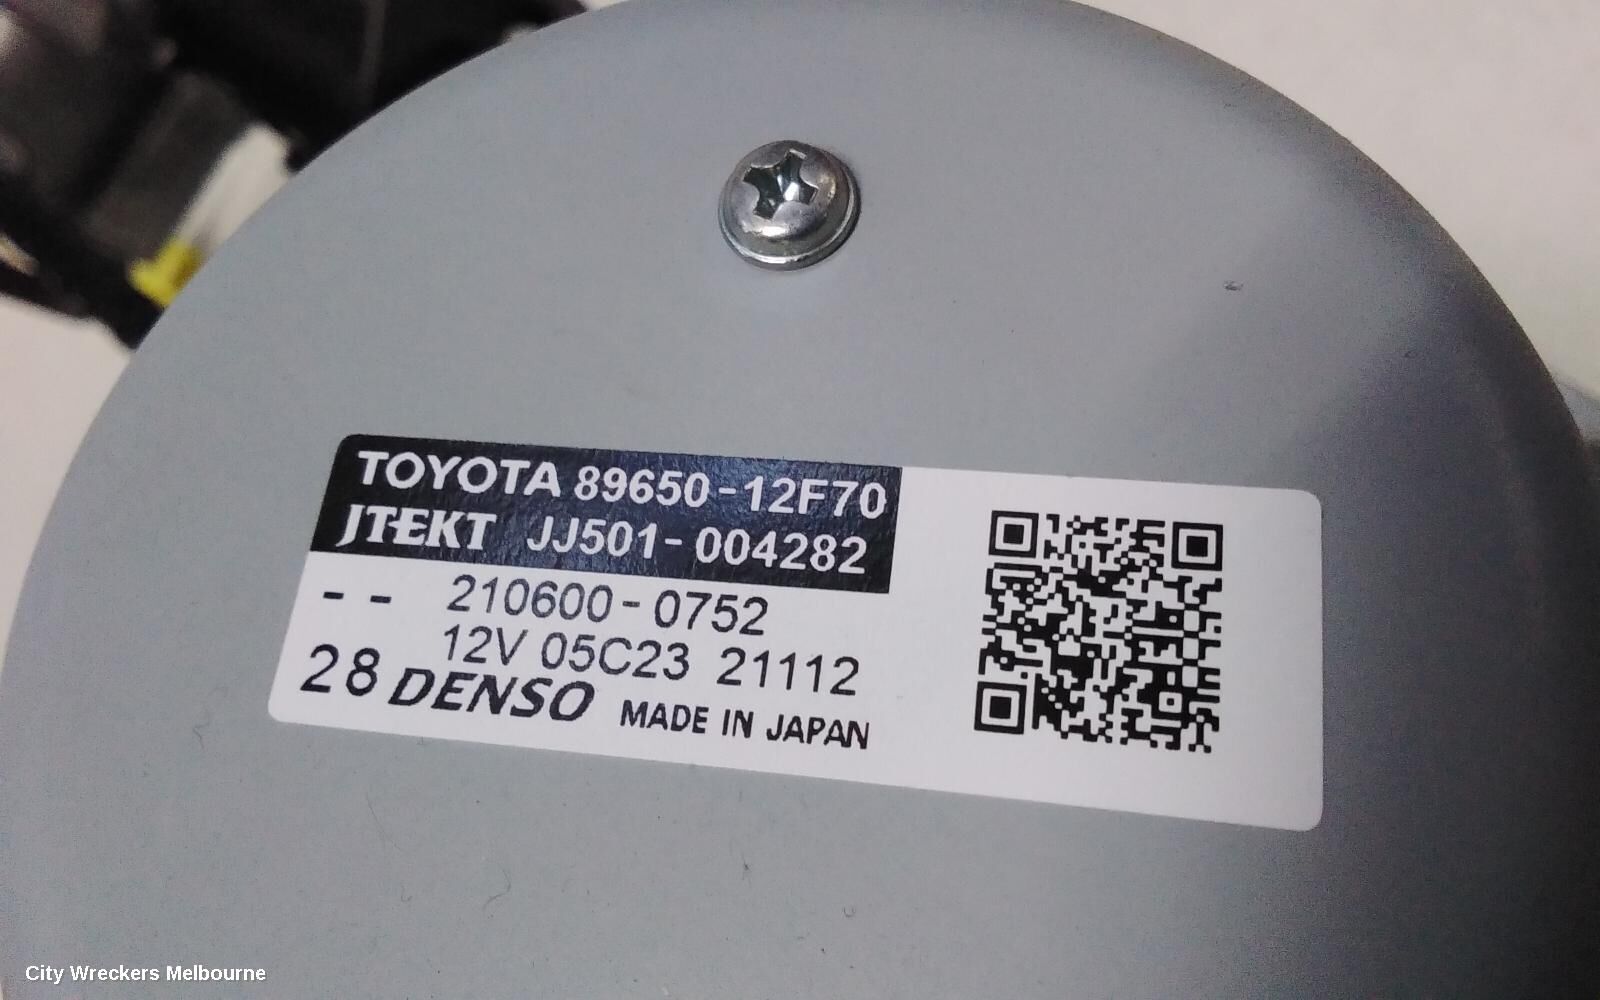 TOYOTA 89650-12F70
JTEKT JJ501-004282
-- 210600-0752
12V 05C23 21112
28 DENSO MADE IN JAPAN
City Wreckers Melbourne